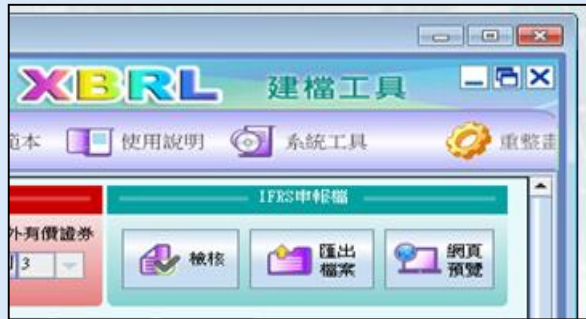 XBRL 建檔工具
範本 使用說明 系統工具 重整畫
IFRS申報檔
外有價證券
3
檢核
匯出
檔案
網頁
預覽